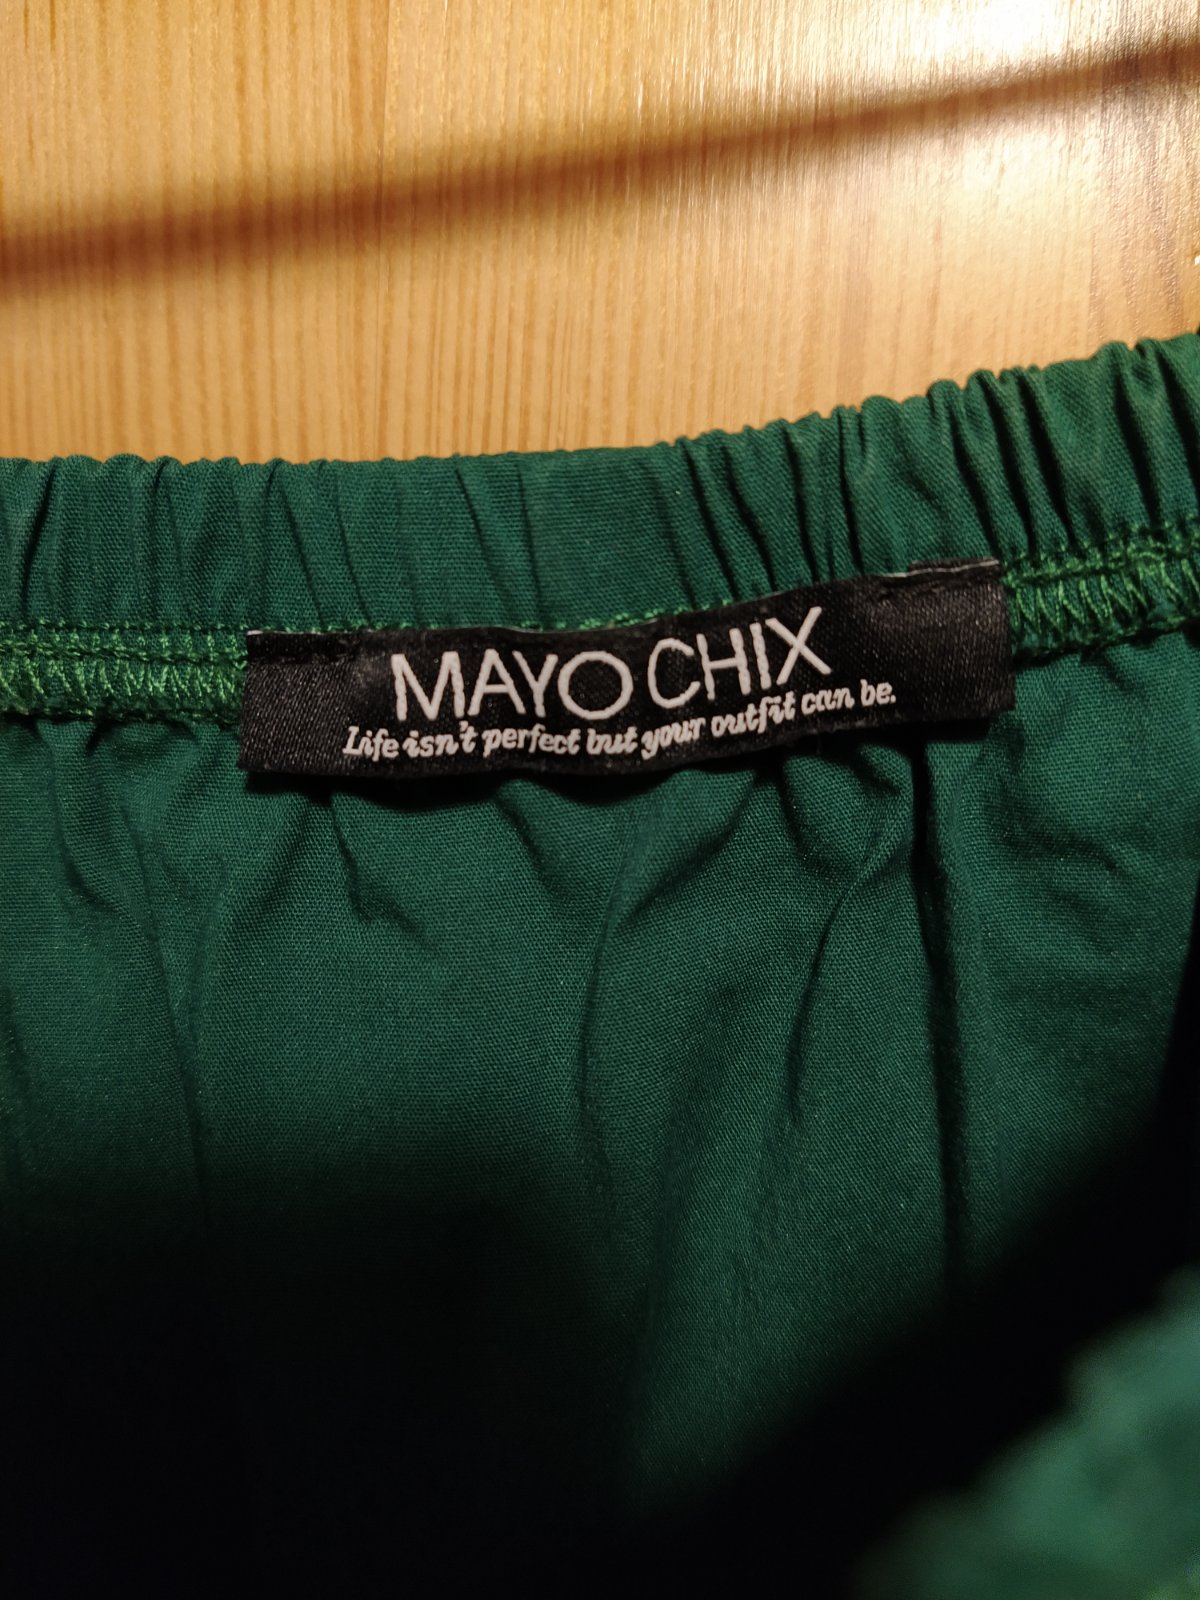 MAYO CHIX
Life isn't perfect but your outfit can be.